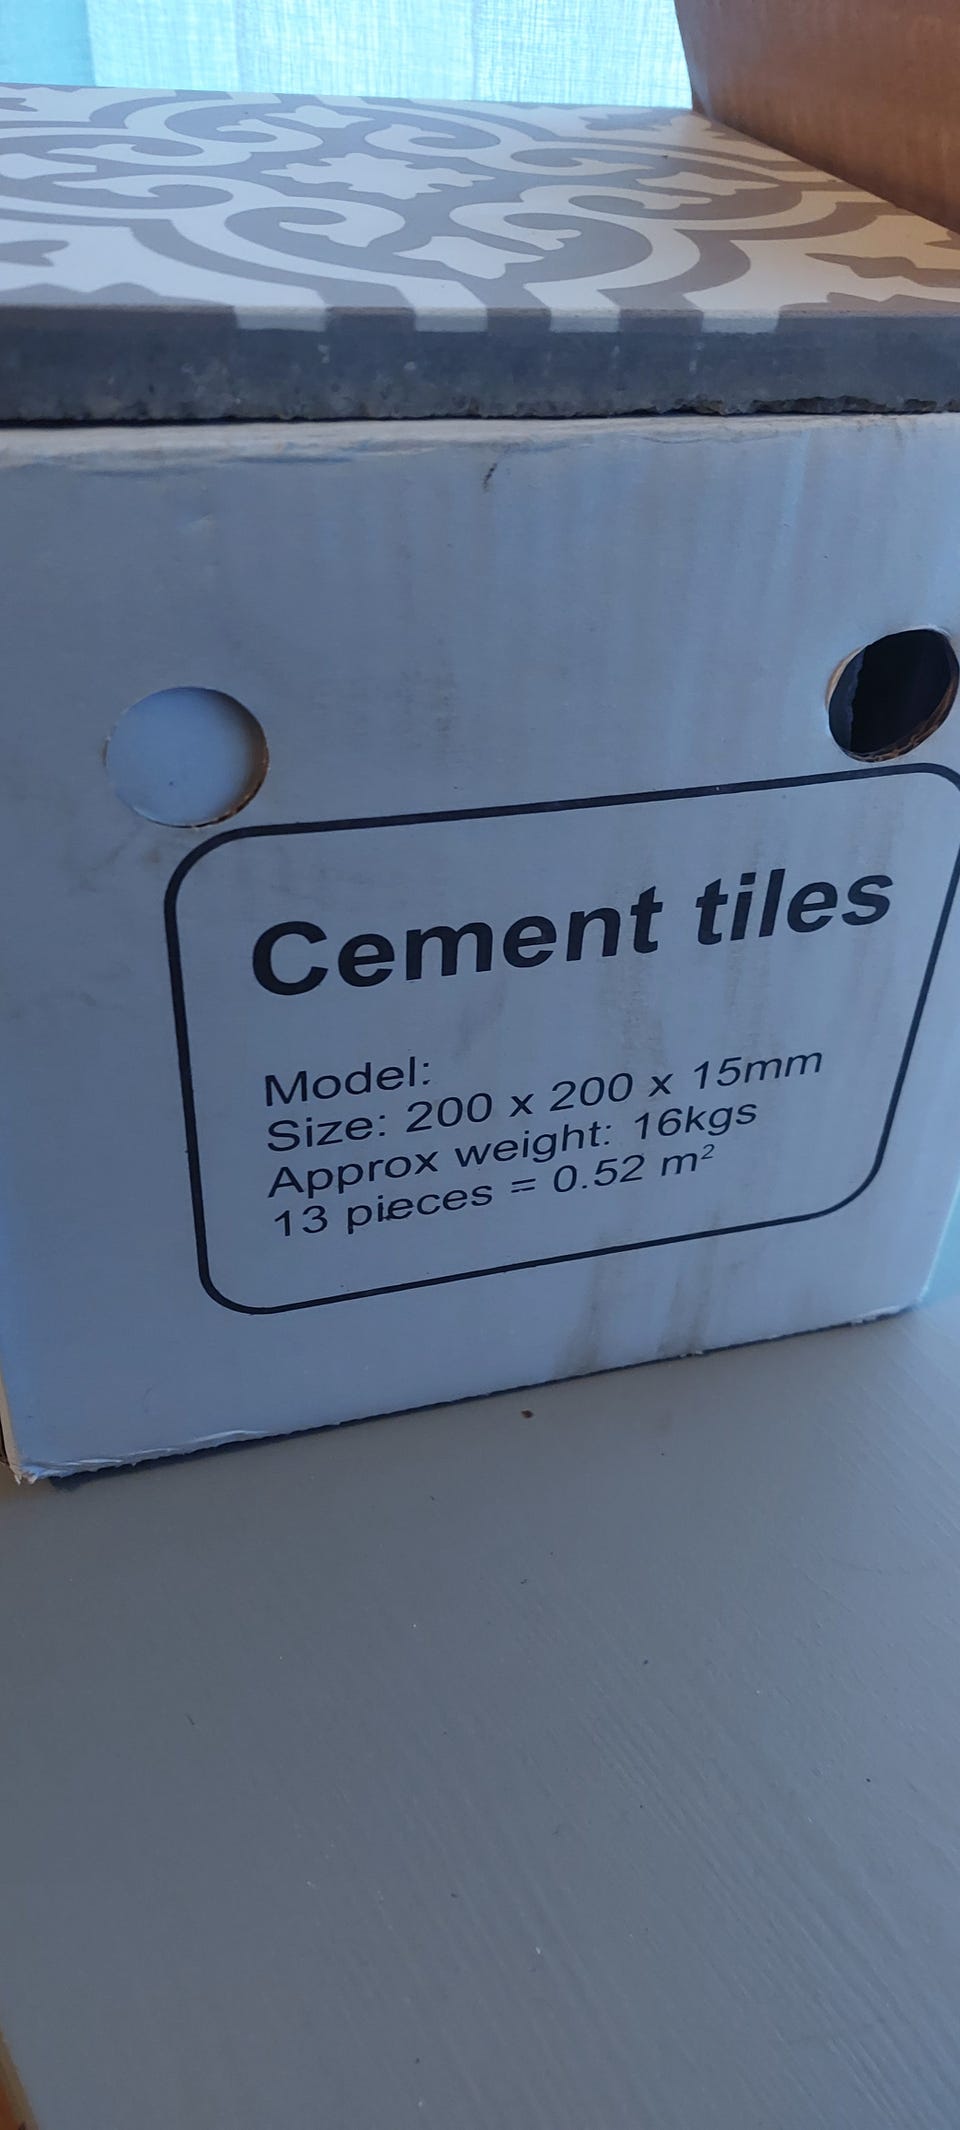 Cement tiles
Model:
Size: 200 x 200 x 15mm
Approx weight: 16kgs
13 pieces = 0.52 m²